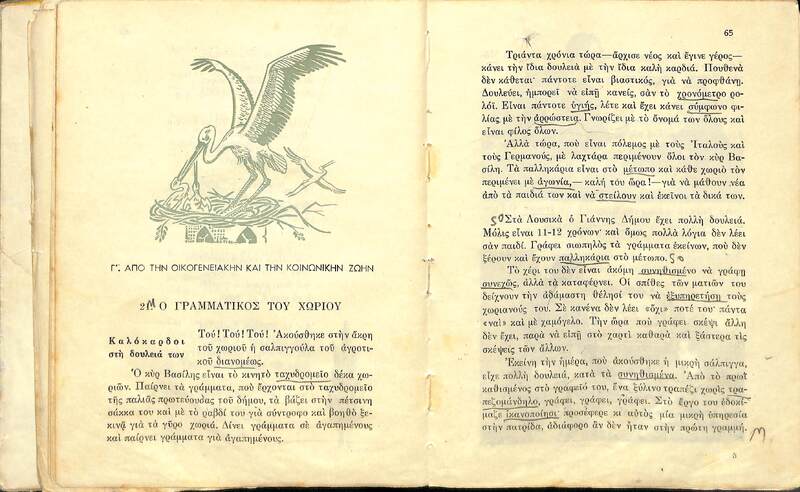 Γ'. ΑΠΟ ΤΗΝ ΟΙΚΟΓΕΝΕΙΑΚΗΝ ΚΑΙ ΤΗΝ ΚΟΙΝΩΝΙΚΗΝ ΖΩΗΝ
Ο ΓΡΑΜΜΑΤΙΚΟΣ ΤΟΥ ΧΩΡΙΟΥ
Καλόκαρδοι
στὴ δουλειά των
Τού! Τού! Τού! Ἀκούσθηκε στὴν ἄκρη
τοῦ χωριοῦ ἡ σαλπιγγούλα τοῦ ἀγροτι-
κοῦ διανομέως.
Ὁ κὺρ Βασίλης εἶναι τὸ κινητὸ ταχυδρομεῖο δέκα χω-
ριῶν. Παίρνει τὰ γράμματα, ποὺ ἔρχονται στὸ ταχυδρομεῖο
τῆς παλιᾶς πρωτεύουσας τοῦ δήμου, τὰ βάζει στὴν πέτσινη
σάκκα του καὶ μὲ τὸ ραβδί του γιὰ σύντροφο καὶ βοηθὸ ξε-
κινᾷ γιὰ τὰ γῦρο χωριά. Δίνει γράμματα σὲ ἀγαπημένους
καὶ παίρνει γράμματα γιὰ ἀγαπημένους.
65
Τριάντα χρόνια τώρα—ἄρχισε νέος καὶ ἔγινε γέρος—
κάνει τὴν ἴδια δουλειὰ μὲ τὴν ἴδια καλὴ καρδιά. Πουθενὰ
δὲν κάθεται· πάντοτε εἶναι βιαστικός, γιὰ νὰ προφθάνη.
Δουλεύει, ἠμπορεῖ νὰ εἰπῇ κανείς, σὰν τὸ χρονόμετρο ρο-
λόϊ. Εἶναι πάντοτε ὑγιής, λέτε καὶ ἔχει κάνει σύμφωνο φι-
λίας μὲ τὴν ἀρρώστεια. Γνωρίζει μὲ τὸ ὄνομά των ὅλους καὶ
εἶναι φίλος ὅλων.
Ἀλλὰ τώρα, ποὺ εἶναι πόλεμος μὲ τοὺς Ἰταλοὺς καὶ
τοὺς Γερμανούς, μὲ λαχτάρα περιμένουν ὅλοι τὸν κὺρ Βα-
σίλη. Τὰ παλληκάρια εἶναι στὸ μέτωπο καὶ κάθε χωριὸ τὸν
περιμένει μὲ ἀγωνία,—καλή του ὥρα!—γιὰ νὰ μάθουν νέα
ἀπὸ τὰ παιδιά των καὶ νὰ στείλουν καὶ ἐκεῖνοι τὰ δικά των.
Στὰ Λουσικὰ ὁ Γιάννης Δήμου ἔχει πολλὴ δουλειά.
Μόλις εἶναι 11-12 χρόνων· καὶ ὅμως πολλὰ λόγια δὲν λέει
σὰν παιδί. Γράφει σιωπηλὸς τὰ γράμματα ἐκείνων, ποὺ δὲν
ξέρουν καὶ ἔχουν παλληκάρια στὸ μέτωπο.
Τὸ χέρι του δὲν εἶναι ἀκόμη συνηθισμένο νὰ γράφῃ
συνεχῶς, ἀλλὰ τὰ καταφέρνει. Οἱ σπίθες τῶν ματιῶν του
δείχνουν τὴν ἀδάμαστη θέλησί του νὰ ἐξυπηρετήση τοὺς
χωριανούς του. Σὲ κανένα δὲν λέει «ὄχι» ποτέ του· πάντα
«ναὶ» καὶ μὲ χαμόγελο. Τὴν ὥρα ποὺ γράφει σκέψι ἄλλη
δὲν ἔχει, παρὰ νὰ εἰπῇ στὸ χαρτὶ καθαρὰ καὶ ξάστερα τὶς
σκέψεις τῶν ἄλλων.
Ἐκείνη τὴν ἡμέρα, ποὺ ἀκούσθηκε ἡ μικρὴ σάλπιγγα,
εἶχε πολλὴ δουλειά, κατὰ τὰ συνηθισμένα. Ἀπὸ τὸ πρωὶ
καθισμένος στὸ γραφεῖό του, ἕνα ξύλινο τραπέζι χωρὶς τρα-
πεζομάνδηλο, γράφει, γράφει, γράφει. Στὸ ἔργο του ἐδοκί-
μαζε ἱκανοποίησι· προσέφερε κι αὐτὸς μία μικρὴ ὑπηρεσία
στὴν πατρίδα, ἀδιάφορο ἂν δὲν ἦταν στὴν πρώτη γραμμή.